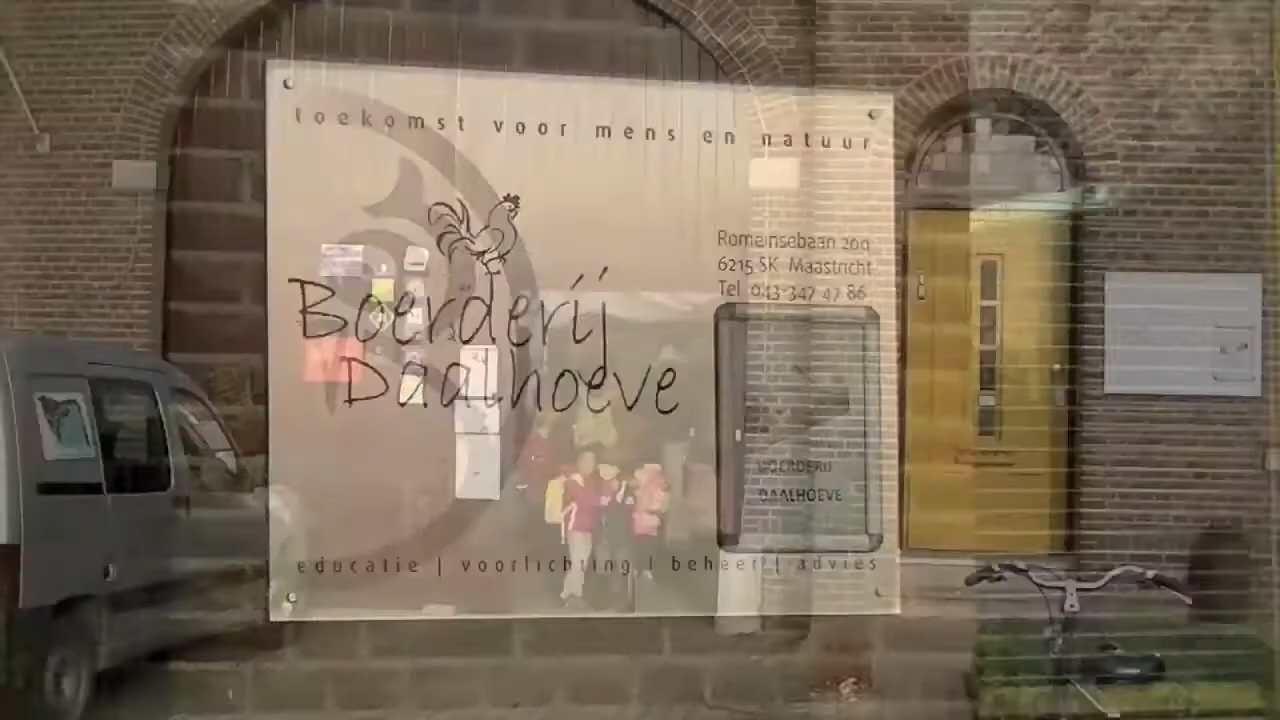 toekomst voor mens en natuur
Romeinsebaan 200
6215 SK Maastricht
Tel 043-347 47 86
Boerderij
Daalhoeve
BOERDERIJ
DAALHOEVE
educatie | voorlichting | beheer | advies